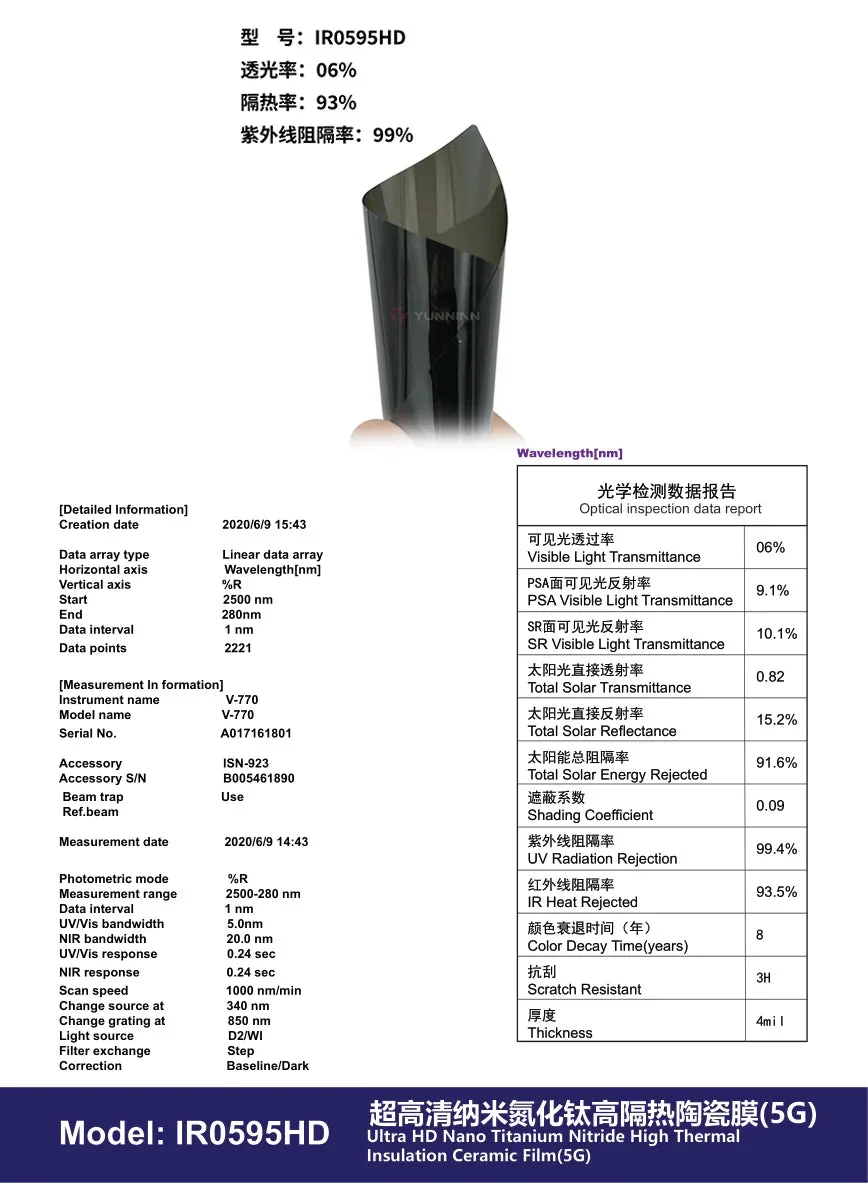 型 号：IR0595HD
透光率：06%
隔热率：93%
紫外线阻隔率：99%
YUNNINN
Wavelength[nm]
光学检测数据报告
Optical inspection data report
可见光透过率
Visible Light Transmittance
06%
PSA面可见光反射率
PSA Visible Light Transmittance
9.1%
SR面可见光反射率
SR Visible Light Transmittance
10.1%
太阳光直接透射率
Total Solar Transmittance
0.82
太阳光直接反射率
Total Solar Reflectance
15.2%
太阳能总阻隔率
Total Solar Energy Rejected
91.6%
遮蔽系数
Shading Coefficient
0.09
紫外线阻隔率
UV Radiation Rejection
99.4%
红外线阻隔率
IR Heat Rejected
93.5%
颜色衰退时间（年）
Color Decay Time(years)
8
抗刮
Scratch Resistant
3H
厚度
Thickness
4mil
[Detailed Information]
Creation date 2020/6/9 15:43
Data array type Linear data array
Horizontal axis Wavelength[nm]
Vertical axis %R
Start 2500 nm
End 280nm
Data interval 1 nm
Data points 2221
[Measurement In formation]
Instrument name V-770
Model name V-770
Serial No. A017161801
Accessory ISN-923
Accessory S/N B005461890
Beam trap Use
Ref.beam
Measurement date 2020/6/9 14:43
Photometric mode %R
Measurement range 2500-280 nm
Data interval 1 nm
UV/Vis bandwidth 5.0nm
NIR bandwidth 20.0 nm
UV/Vis response 0.24 sec
NIR response 0.24 sec
Scan speed 1000 nm/min
Change source at 340 nm
Change grating at 850 nm
Light source D2/WI
Filter exchange Step
Correction Baseline/Dark
Model: IR0595HD
超高清纳米氮化钛高隔热陶瓷膜(5G)
Ultra HD Nano Titanium Nitride High Thermal
Insulation Ceramic Film(5G)